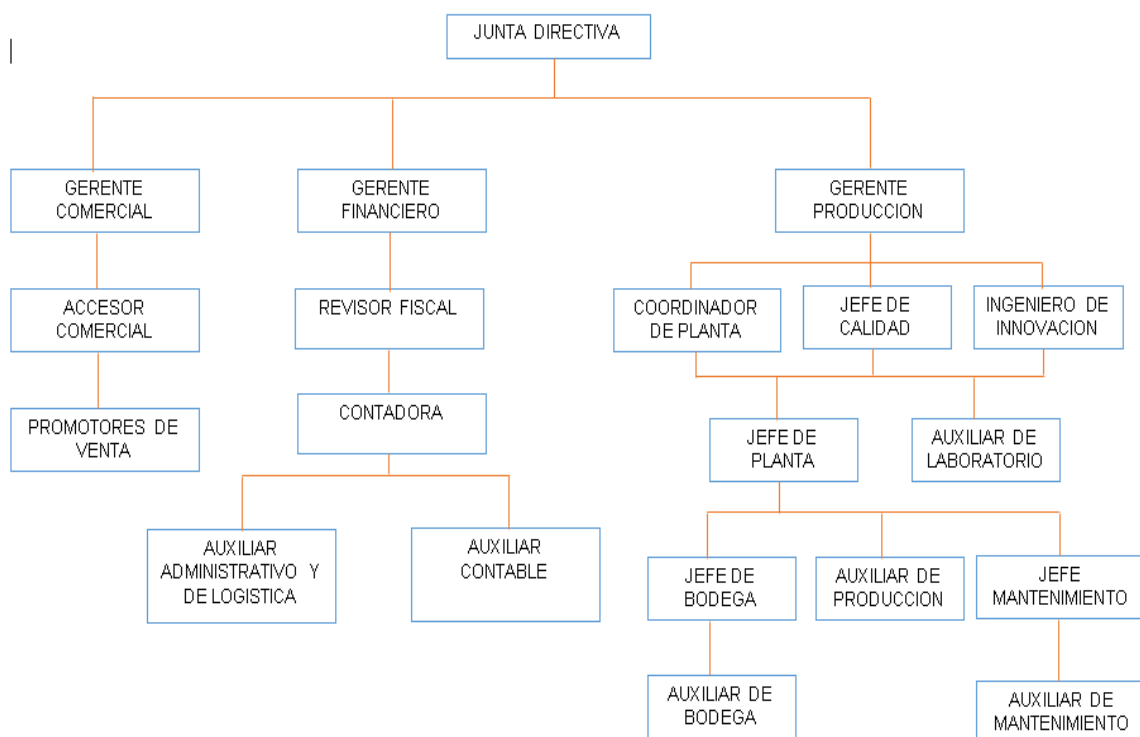 JUNTA DIRECTIVA
GERENTE
COMERCIAL
GERENTE
FINANCIERO
GERENTE
PRODUCCION
ACCESOR
COMERCIAL
REVISOR FISCAL
COORDINADOR
DE PLANTA
JEFE DE
CALIDAD
INGENIERO DE
INNOVACION
PROMOTORES DE
VENTA
CONTADORA
JEFE DE
PLANTA
AUXILIAR DE
LABORATORIO
AUXILIAR
ADMINISTRATIVO Y
DE LOGISTICA
AUXILIAR
CONTABLE
JEFE DE
BODEGA
AUXILIAR DE
PRODUCCION
JEFE
MANTENIMIENTO
AUXILIAR DE
BODEGA
AUXILIAR DE
MANTENIMIENTO